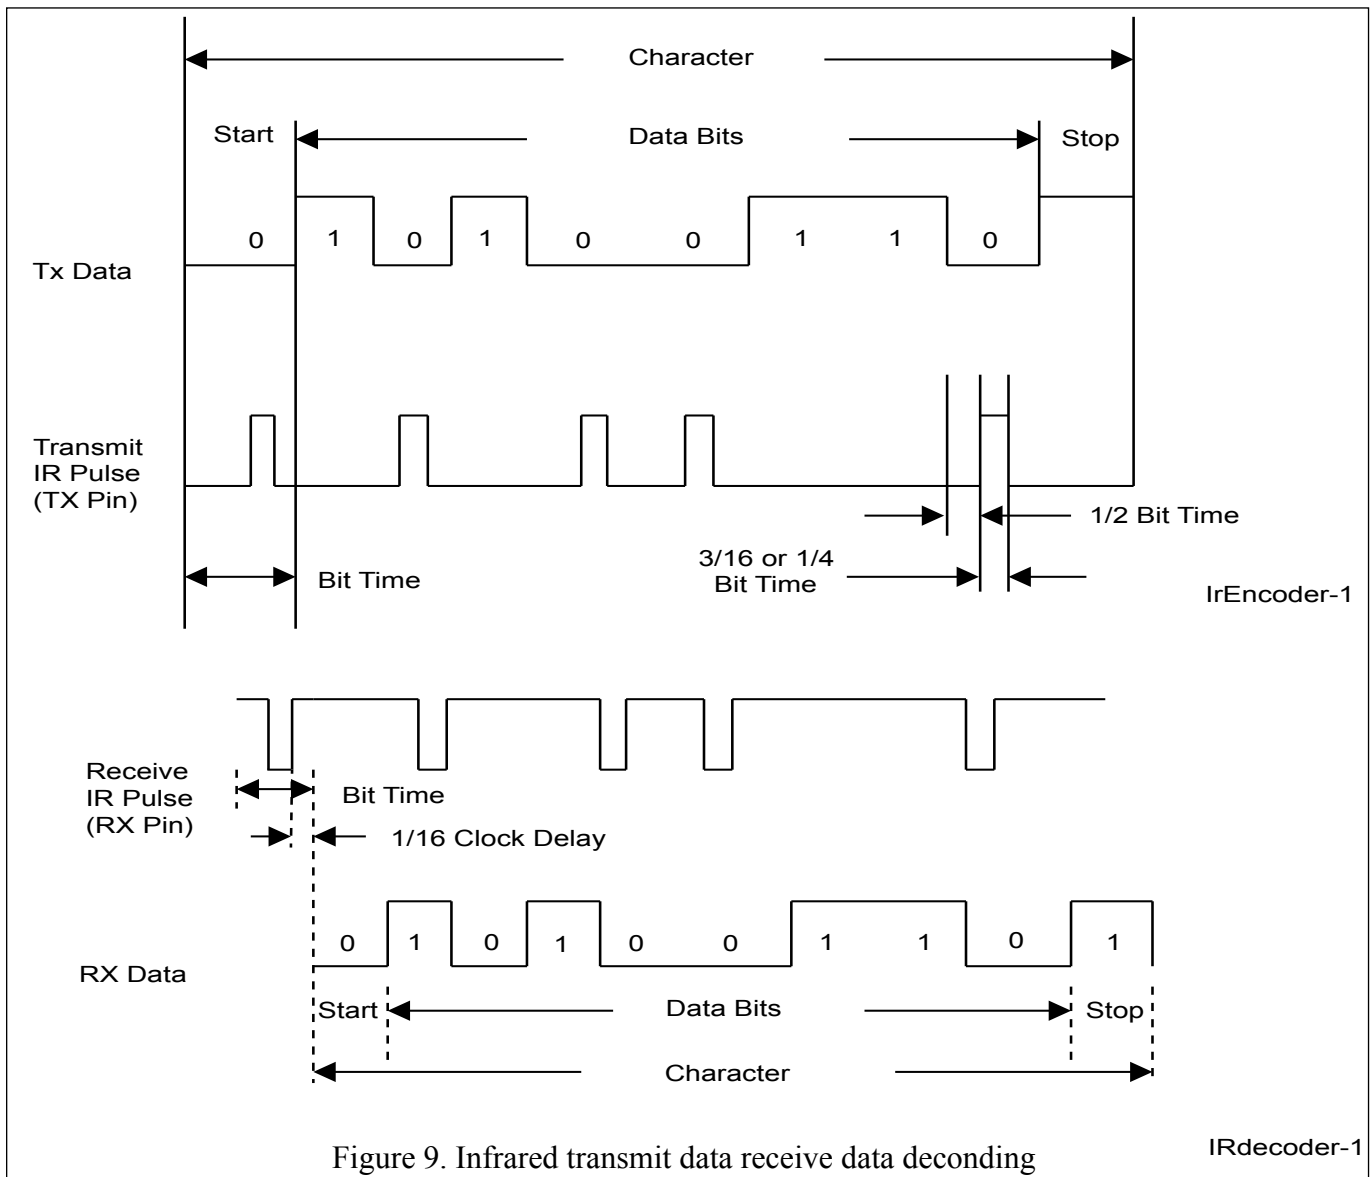 Character
Start
Data Bits
Stop
0 1 0 1 0 0 1 1 0
Tx Data
Transmit
IR Pulse
(TX Pin)
1/2 Bit Time
3/16 or 1/4
Bit Time
Bit Time
IrEncoder-1
Receive
IR Pulse
(RX Pin)
Bit Time
1/16 Clock Delay
0 1 0 1 0 0 1 1 0 1
RX Data
Start
Data Bits
Stop
Character
IRdecoder-1
Figure 9. Infrared transmit data receive data deconding